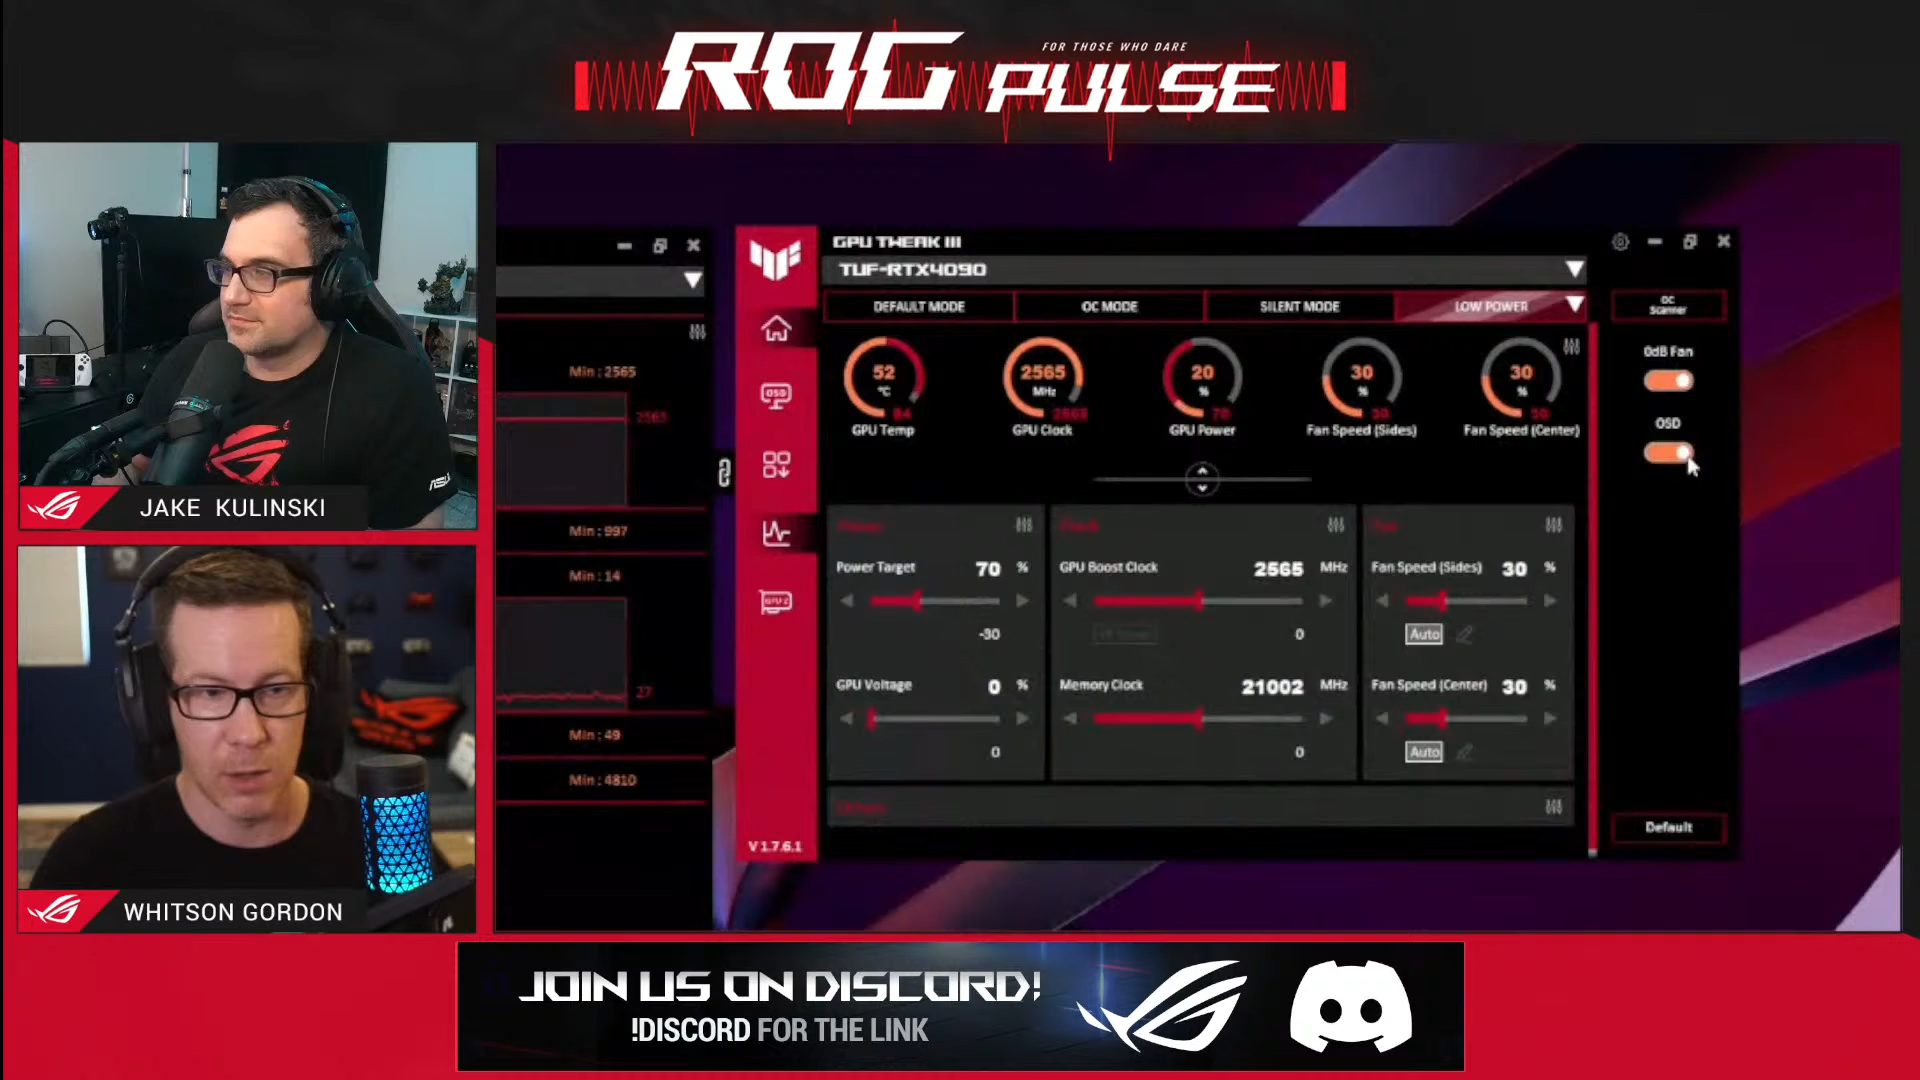 ROG PULSE
FOR THOSE WHO DARE
JAKE KULINSKI
WHITSON GORDON
Min : 2565
2565
Min : 997
Min : 14
27
Min : 49
Min : 4810
GPU TWEAK III
TUF-RTX4090
DEFAULT MODE
OC MODE
SILENT MODE
LOW POWER
OC
Scanner
52
°C
84
GPU Temp
2565
MHz
GPU Clock
20
%
70
GPU Power
30
%
Fan Speed (Sides)
30
%
Fan Speed (Center)
0dB Fan
OSD
OSD
Power Target 70 %
-30
GPU Voltage 0 %
0
GPU Boost Clock 2565 MHz
0
Memory Clock 21002 MHz
0
Fan Speed (Sides) 30 %
Auto
Fan Speed (Center) 30 %
Auto
Default
V 1.7.6.1
JOIN US ON DISCORD!
!DISCORD FOR THE LINK